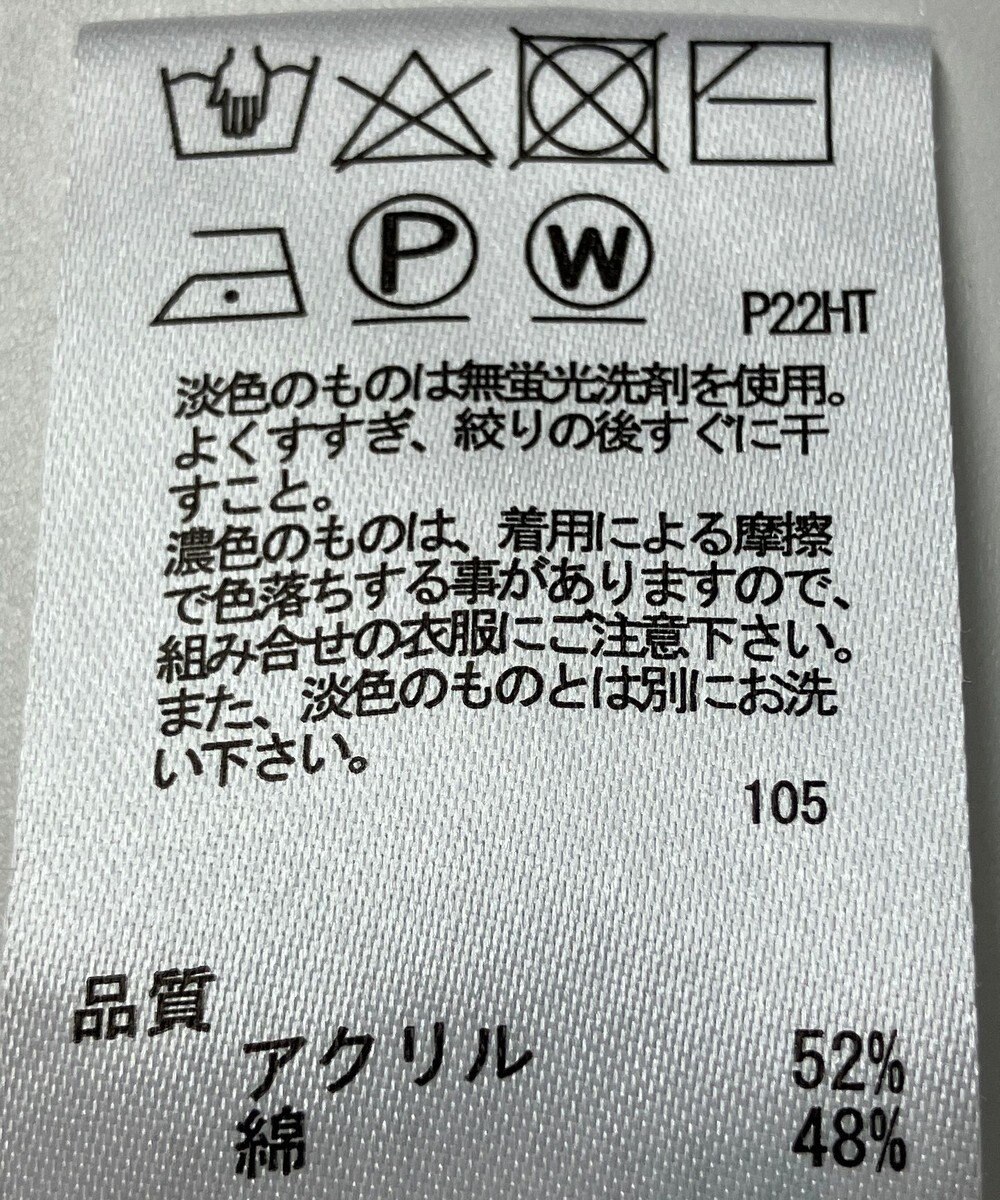 P W P22HT
淡色のものは無蛍光洗剤を使用。
よくすすぎ、絞りの後すぐに干
すこと。
濃色のものは、着用による摩擦
で色落ちする事がありますので、
組み合せの衣服にご注意下さい。
また、淡色のものとは別にお洗
い下さい。
105
品質
アクリル 52%
綿 48%